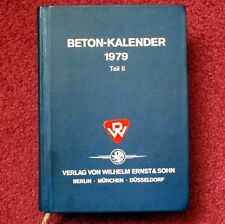 BETON-KALENDER
1979
Teil II
VERLAG VON WILHELM ERNST & SOHN
BERLIN · MÜNCHEN · DÜSSELDORF